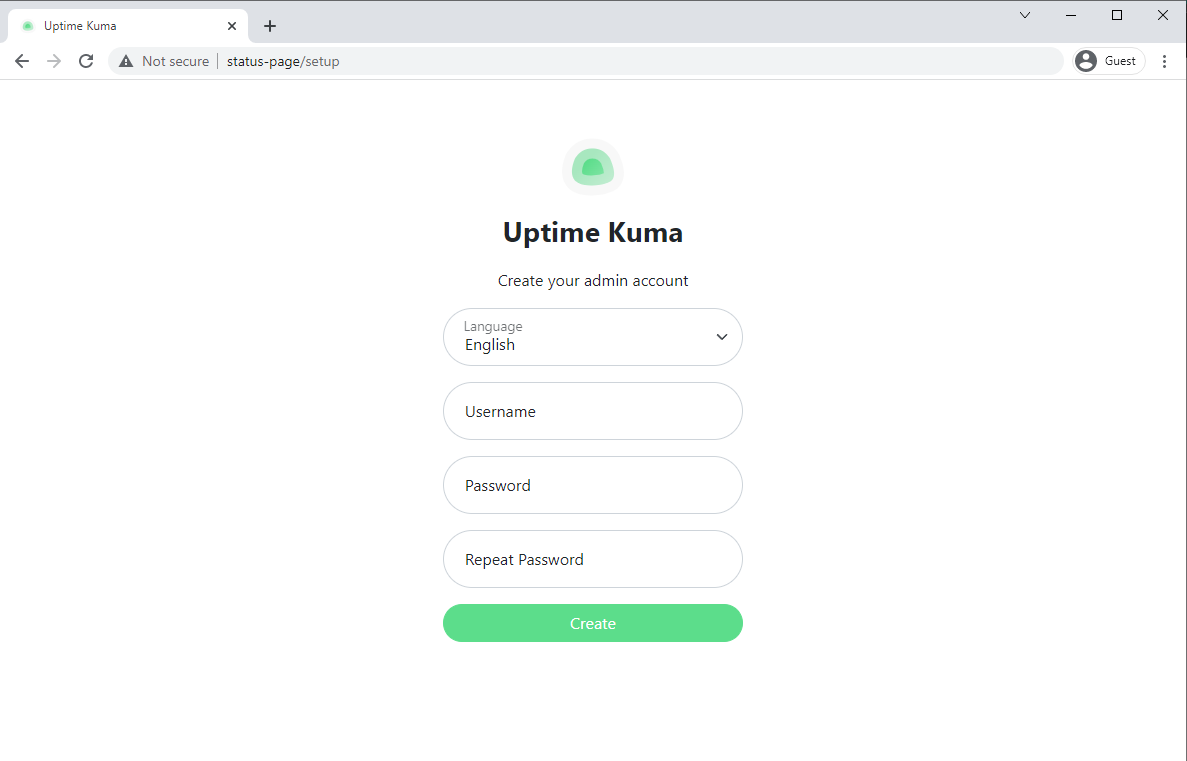 Uptime Kuma
Not secure status-page/setup Guest
Uptime Kuma
Create your admin account
Language
English
Username
Password
Repeat Password
Create